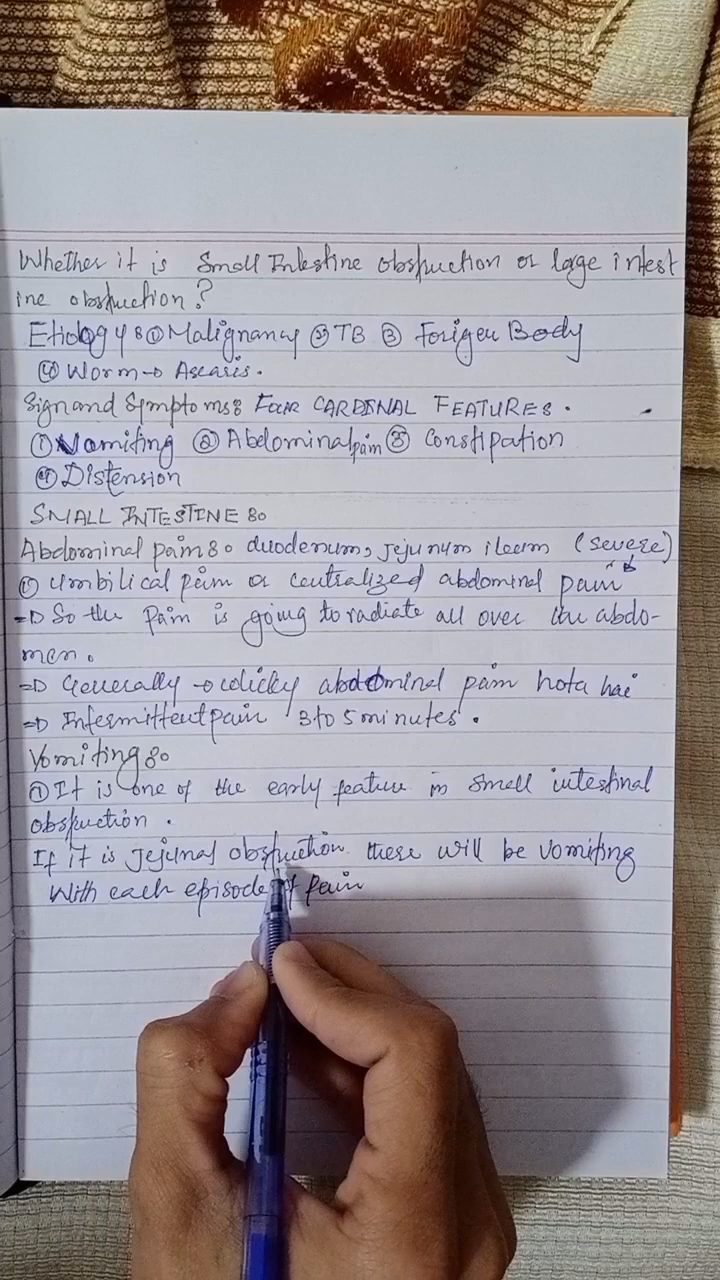 Whether it is Small Intestine obstruction or large intest
ine obstruction?
Etiology : ① Malignancy ② TB ③ Forigen Body
④ Worm → Ascaris.
Sign and Symptoms: FOUR CARDINAL FEATURES.
① Vomiting ② Abdominal pain ③ Constipation
④ Distension
SMALL INTESTINE :
Abdominal pain : duodenum, jejunum ileum (severe)
① Umbilical pain or centralized abdominal pain
⇒ So the pain is going to radiate all over the abdo-
men.
⇒ Generally → colicky abdominal pain hota hai
⇒ Intermittent pain 3 to 5 minutes.
Vomiting :
① It is one of the early feature in small intestinal
obstruction.
If it is jejunal obstruction there will be vomiting
With each episode of pain